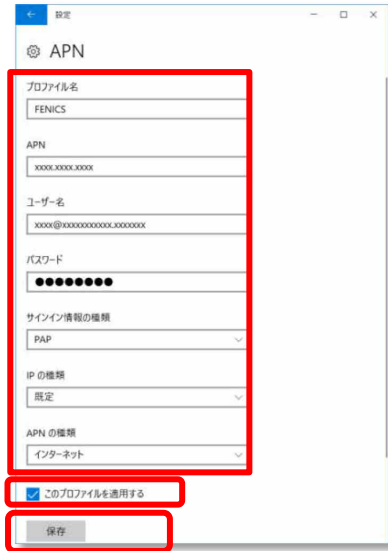 設定
APN
プロファイル名
FENICS
APN
xxxx.xxxx.xxxx
ユーザー名
xxxx@xxxxxxxxxxx.xxxxxxx
パスワード
●●●●●●●●
サインイン情報の種類
PAP
IP の種類
既定
APN の種類
インターネット
このプロファイルを適用する
保存